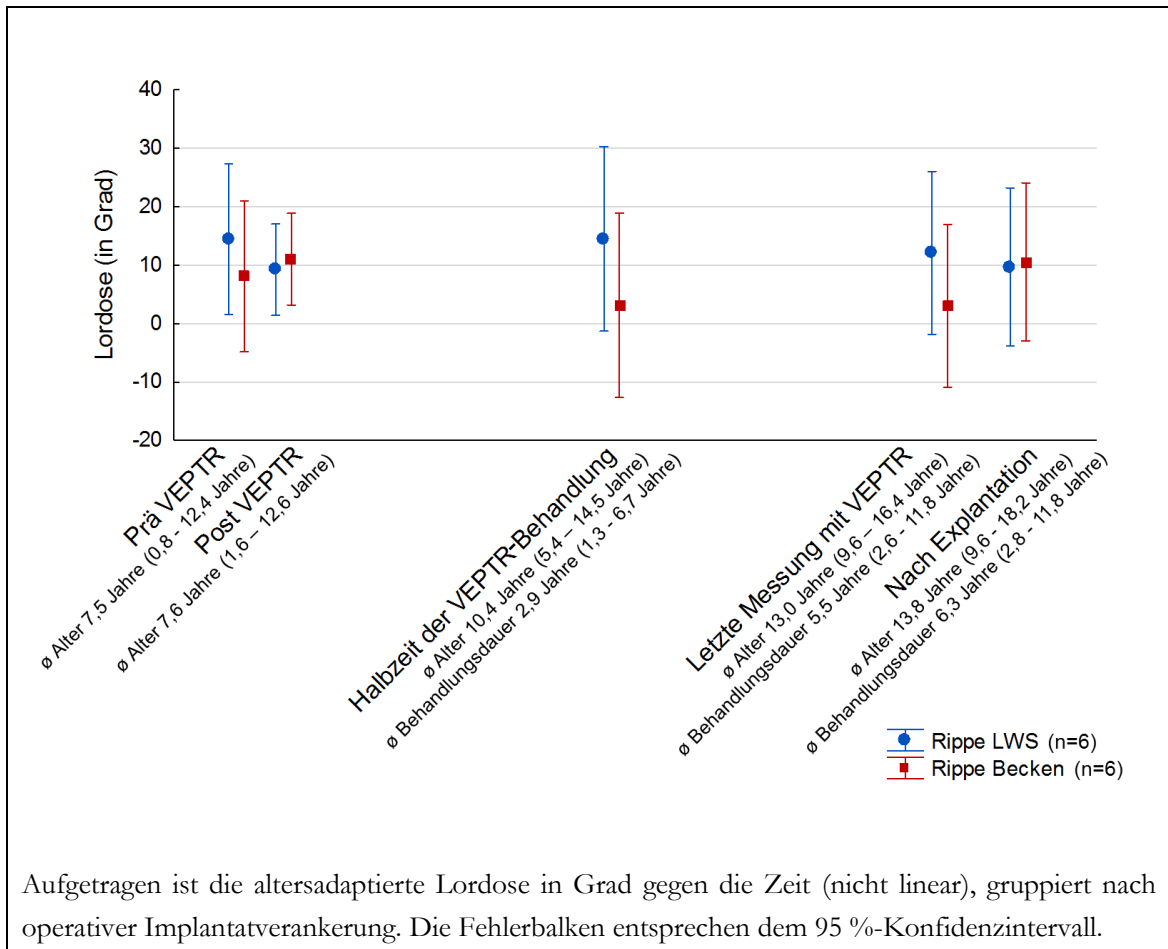 40
30
20
10
0
-10
-20
Lordose (in Grad)
Prä VEPTR
ø Alter 7,5 Jahre (0,8 - 12,4 Jahre)
Post VEPTR
ø Alter 7,6 Jahre (1,6 – 12,6 Jahre)
Halbzeit der VEPTR-Behandlung
ø Alter 10,4 Jahre (5,4 – 14,5 Jahre)
ø Behandlungsdauer 2,9 Jahre (1,3 - 6,7 Jahre)
Letzte Messung mit VEPTR
ø Alter 13,0 Jahre (9,6 – 16,4 Jahre)
ø Behandlungsdauer 5,5 Jahre (2,6 - 11,8 Jahre)
Nach Explantation
ø Alter 13,8 Jahre (9,6 - 18,2 Jahre)
ø Behandlungsdauer 6,3 Jahre (2,8 - 11,8 Jahre)
Rippe LWS (n=6)
Rippe Becken (n=6)
Aufgetragen ist die altersadaptierte Lordose in Grad gegen die Zeit (nicht linear), gruppiert nach
operativer Implantatverankerung. Die Fehlerbalken entsprechen dem 95 %-Konfidenzintervall.